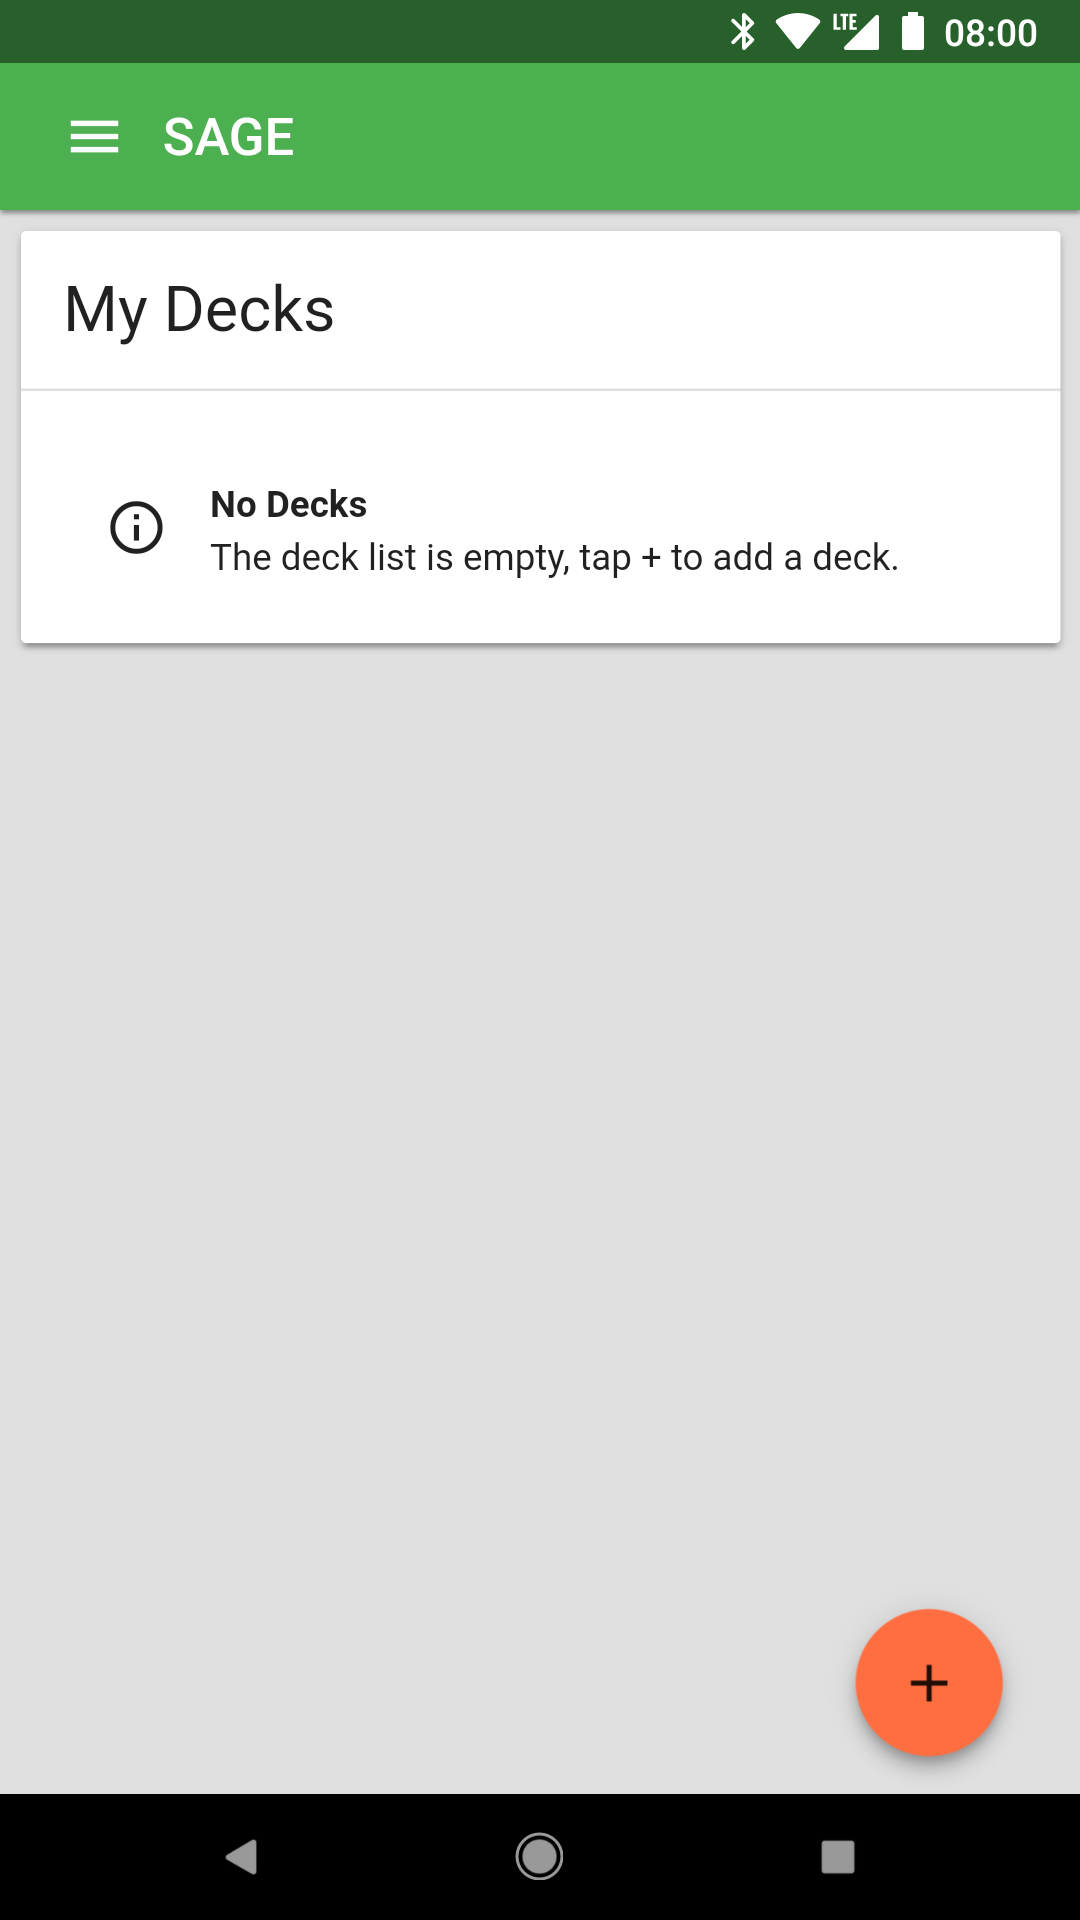 LTE 08:00
SAGE
My Decks
No Decks
The deck list is empty, tap + to add a deck.